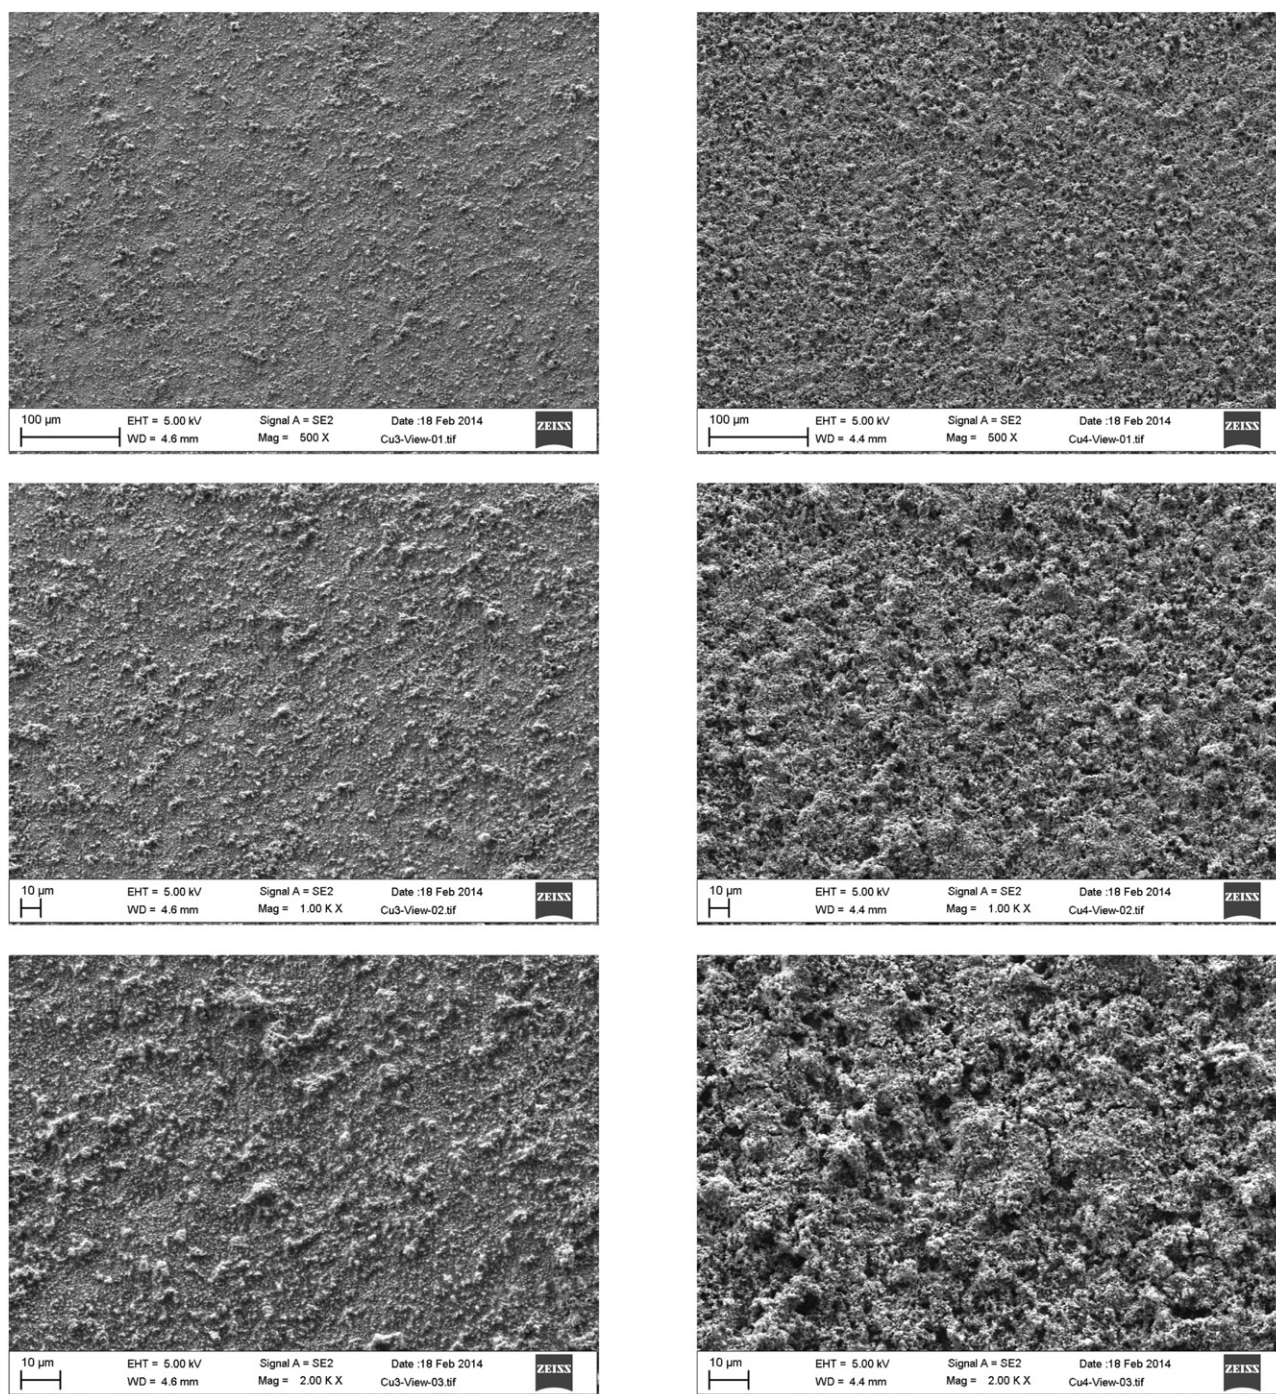 100 µm EHT = 5.00 kV Signal A = SE2 Date :18 Feb 2014 ZEISS
WD = 4.6 mm Mag = 500 X Cu3-View-01.tif
100 µm EHT = 5.00 kV Signal A = SE2 Date :18 Feb 2014 ZEISS
WD = 4.4 mm Mag = 500 X Cu4-View-01.tif
10 µm EHT = 5.00 kV Signal A = SE2 Date :18 Feb 2014 ZEISS
WD = 4.6 mm Mag = 1.00 K X Cu3-View-02.tif
10 µm EHT = 5.00 kV Signal A = SE2 Date :18 Feb 2014 ZEISS
WD = 4.4 mm Mag = 1.00 K X Cu4-View-02.tif
10 µm EHT = 5.00 kV Signal A = SE2 Date :18 Feb 2014 ZEISS
WD = 4.6 mm Mag = 2.00 K X Cu3-View-03.tif
10 µm EHT = 5.00 kV Signal A = SE2 Date :18 Feb 2014 ZEISS
WD = 4.4 mm Mag = 2.00 K X Cu4-View-03.tif